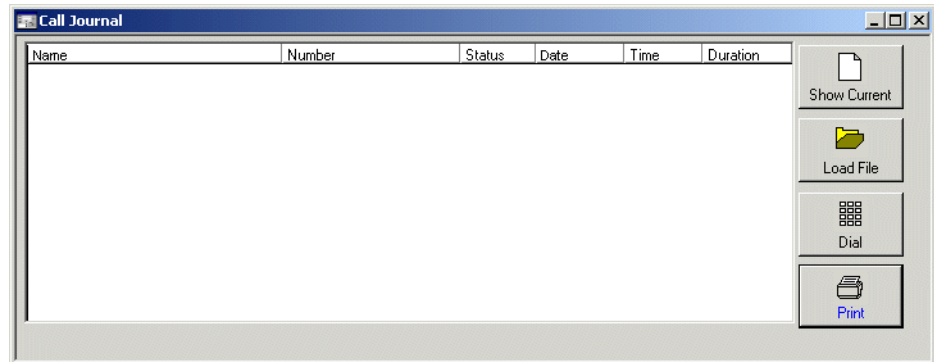 Call Journal
Name Number Status Date Time Duration
Show Current
Load File
Dial
Print